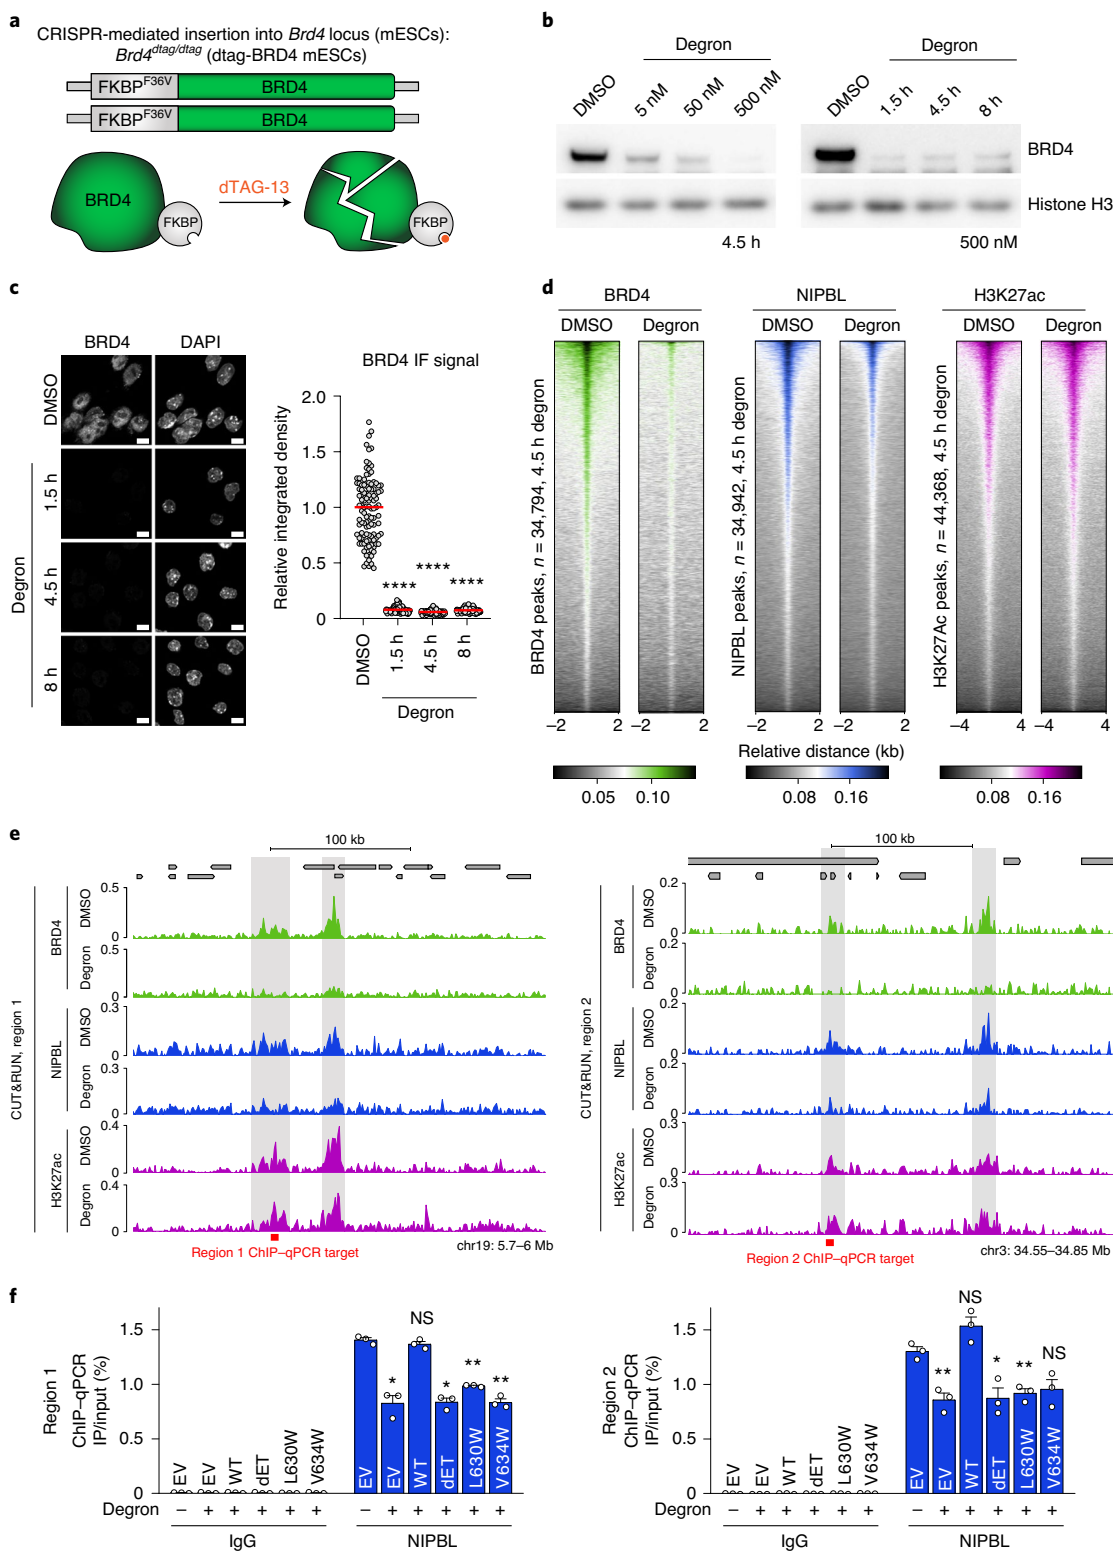 a
CRISPR-mediated insertion into Brd4 locus (mESCs):
Brd4dtag/dtag (dtag-BRD4 mESCs)
FKBPF36V BRD4
FKBPF36V BRD4
BRD4
FKBP
dTAG-13
FKBP
b
Degron
DMSO
5 nM
50 nM
500 nM
4.5 h
Degron
DMSO
1.5 h
4.5 h
8 h
BRD4
Histone H3
500 nM
c
BRD4 DAPI
DMSO
1.5 h
4.5 h
8 h
Degron
BRD4 IF signal
Relative integrated density
2.0
1.5
1.0
0.5
0
****
****
****
DMSO
1.5 h
4.5 h
8 h
Degron
d
BRD4 NIPBL H3K27ac
DMSO Degron DMSO Degron DMSO Degron
BRD4 peaks, n = 34,794, 4.5 h degron
NIPBL peaks, n = 34,942, 4.5 h degron
H3K27Ac peaks, n = 44,368, 4.5 h degron
−2 2 2 −2 2 −4 4 4
Relative distance (kb)
0.05 0.10 0.08 0.16 0.08 0.16
e
100 kb
CUT&RUN, region 1
BRD4
DMSO
0.5
0
Degron
0.5
0
NIPBL
DMSO
0.3
0
Degron
0.3
0
H3K27ac
DMSO
0.4
0
Degron
0.4
0
Region 1 ChIP–qPCR target
chr19: 5.7–6 Mb
100 kb
CUT&RUN, region 2
BRD4
DMSO
0.2
0
Degron
0.2
0
NIPBL
DMSO
0.2
0
Degron
0.2
0
H3K27ac
DMSO
0.3
0
Degron
0.3
0
Region 2 ChIP–qPCR target
chr3: 34.55–34.85 Mb
f
Region 1
ChIP–qPCR
IP/input (%)
1.5
1.0
0.5
0
EV EV WT dET L630W V634W
NS
* * ** **
EV EV WT dET L630W V634W
Degron − + + + + + − + + + + +
IgG NIPBL
Region 2
ChIP–qPCR
IP/input (%)
1.5
1.0
0.5
0
EV EV WT dET L630W V634W
NS
** * ** NS
EV EV WT dET L630W V634W
Degron − + + + + + − + + + + +
IgG NIPBL